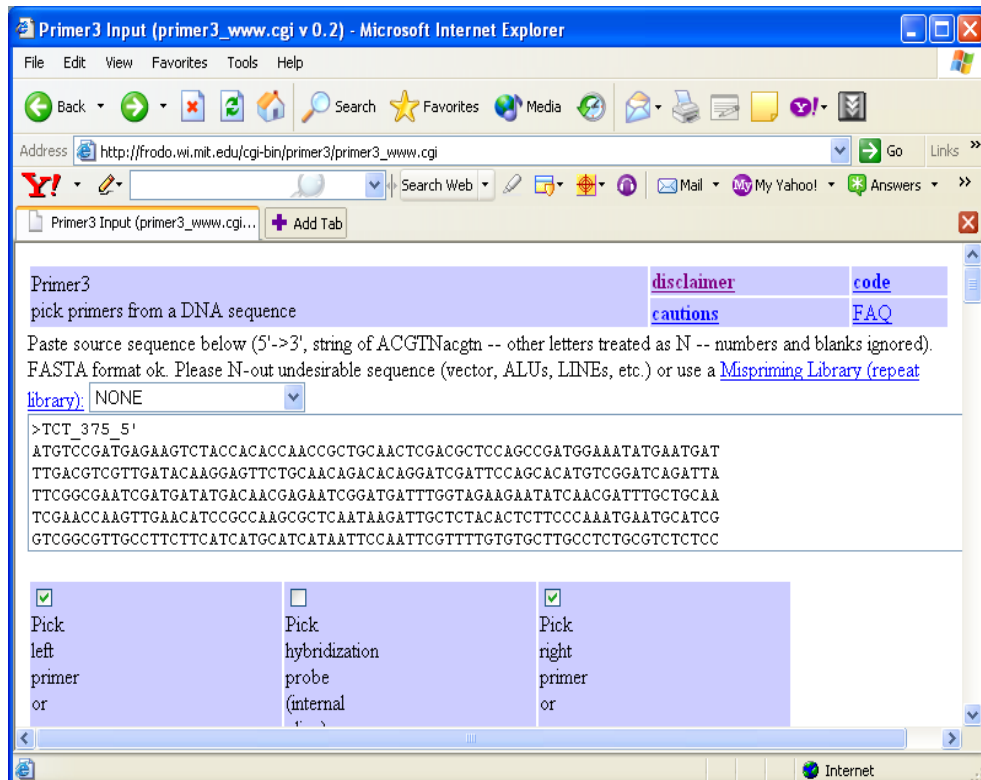 Primer3 Input (primer3_www.cgi v 0.2) - Microsoft Internet Explorer
File Edit View Favorites Tools Help
Back Search Favorites Media
Address http://frodo.wi.mit.edu/cgi-bin/primer3/primer3_www.cgi Go Links »
Y! Search Web Mail My My Yahoo! Answers »
Primer3 Input (primer3_www.cgi... Add Tab
Primer3 disclaimer code
pick primers from a DNA sequence cautions FAQ
Paste source sequence below (5'->3', string of ACGTNacgtn -- other letters treated as N -- numbers and blanks ignored).
FASTA format ok. Please N-out undesirable sequence (vector, ALUs, LINEs, etc.) or use a Mispriming Library (repeat
library): NONE
>TCT_375_5'
ATGTCCGATGAGAAGTCTACCACACCAACCGCTGCAACTCGACGCTCCAGCCGATGGAAATATGAATGAT
TTGACGTCGTTGATACAAGGAGTTCTGCAACAGACACAGGATCGATTCCAGCACATGTCGGATCAGATTA
TTCGGCGAATCGATGATATGACAACGAGAATCGGATGATTTGGTAGAAGAATATCAACGATTTGCTGCAA
TCGAACCAAGTTGAACATCCGCCAAGCGCTCAATAAGATTGCTCTACACTCTTCCCAAATGAATGCATCG
GTCGGCGTTGCCTTCTTCATCATGCATCATAATTCCAATTCGTTTTGTGTGCTTGCCTCTGCGTCTCTCC
Pick Pick Pick
left hybridization right
primer probe primer
or (internal or
Internet